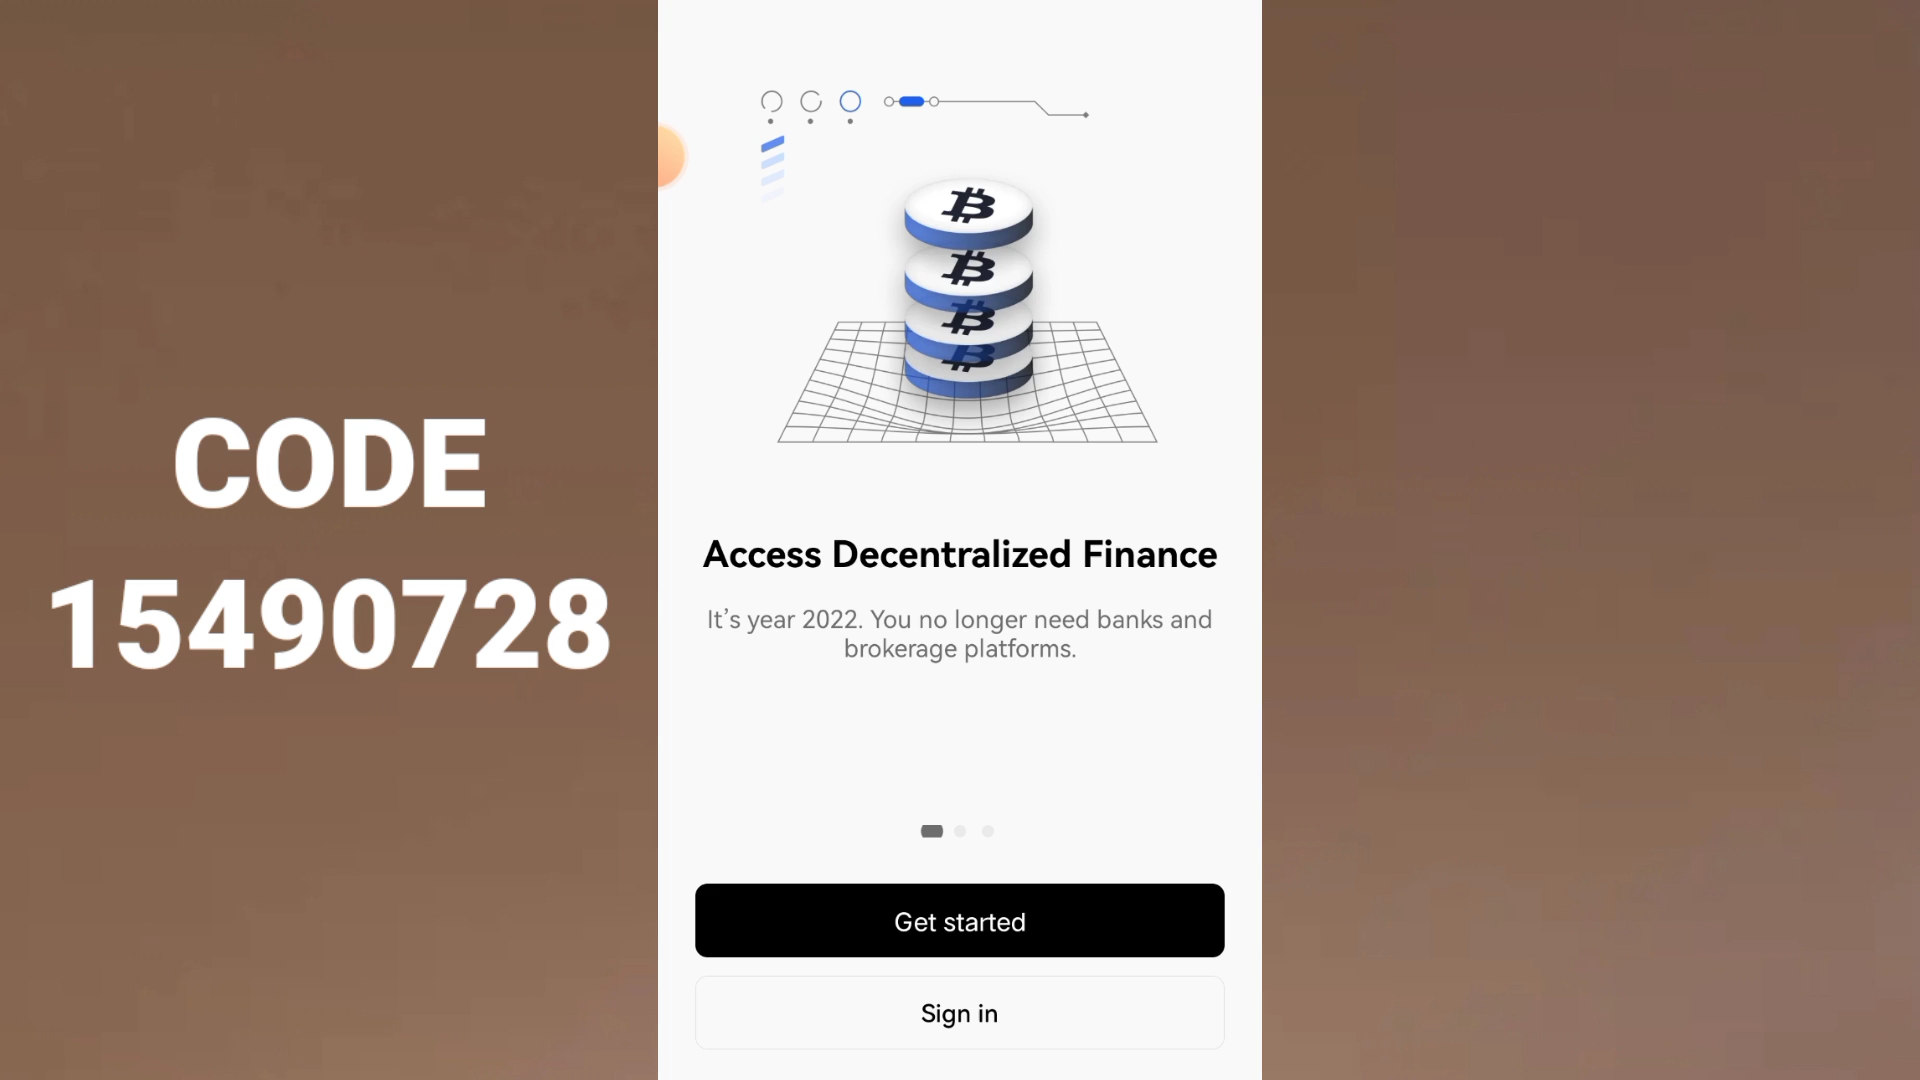 CODE
15490728
Access Decentralized Finance
It’s year 2022. You no longer need banks and
brokerage platforms.
Get started
Sign in